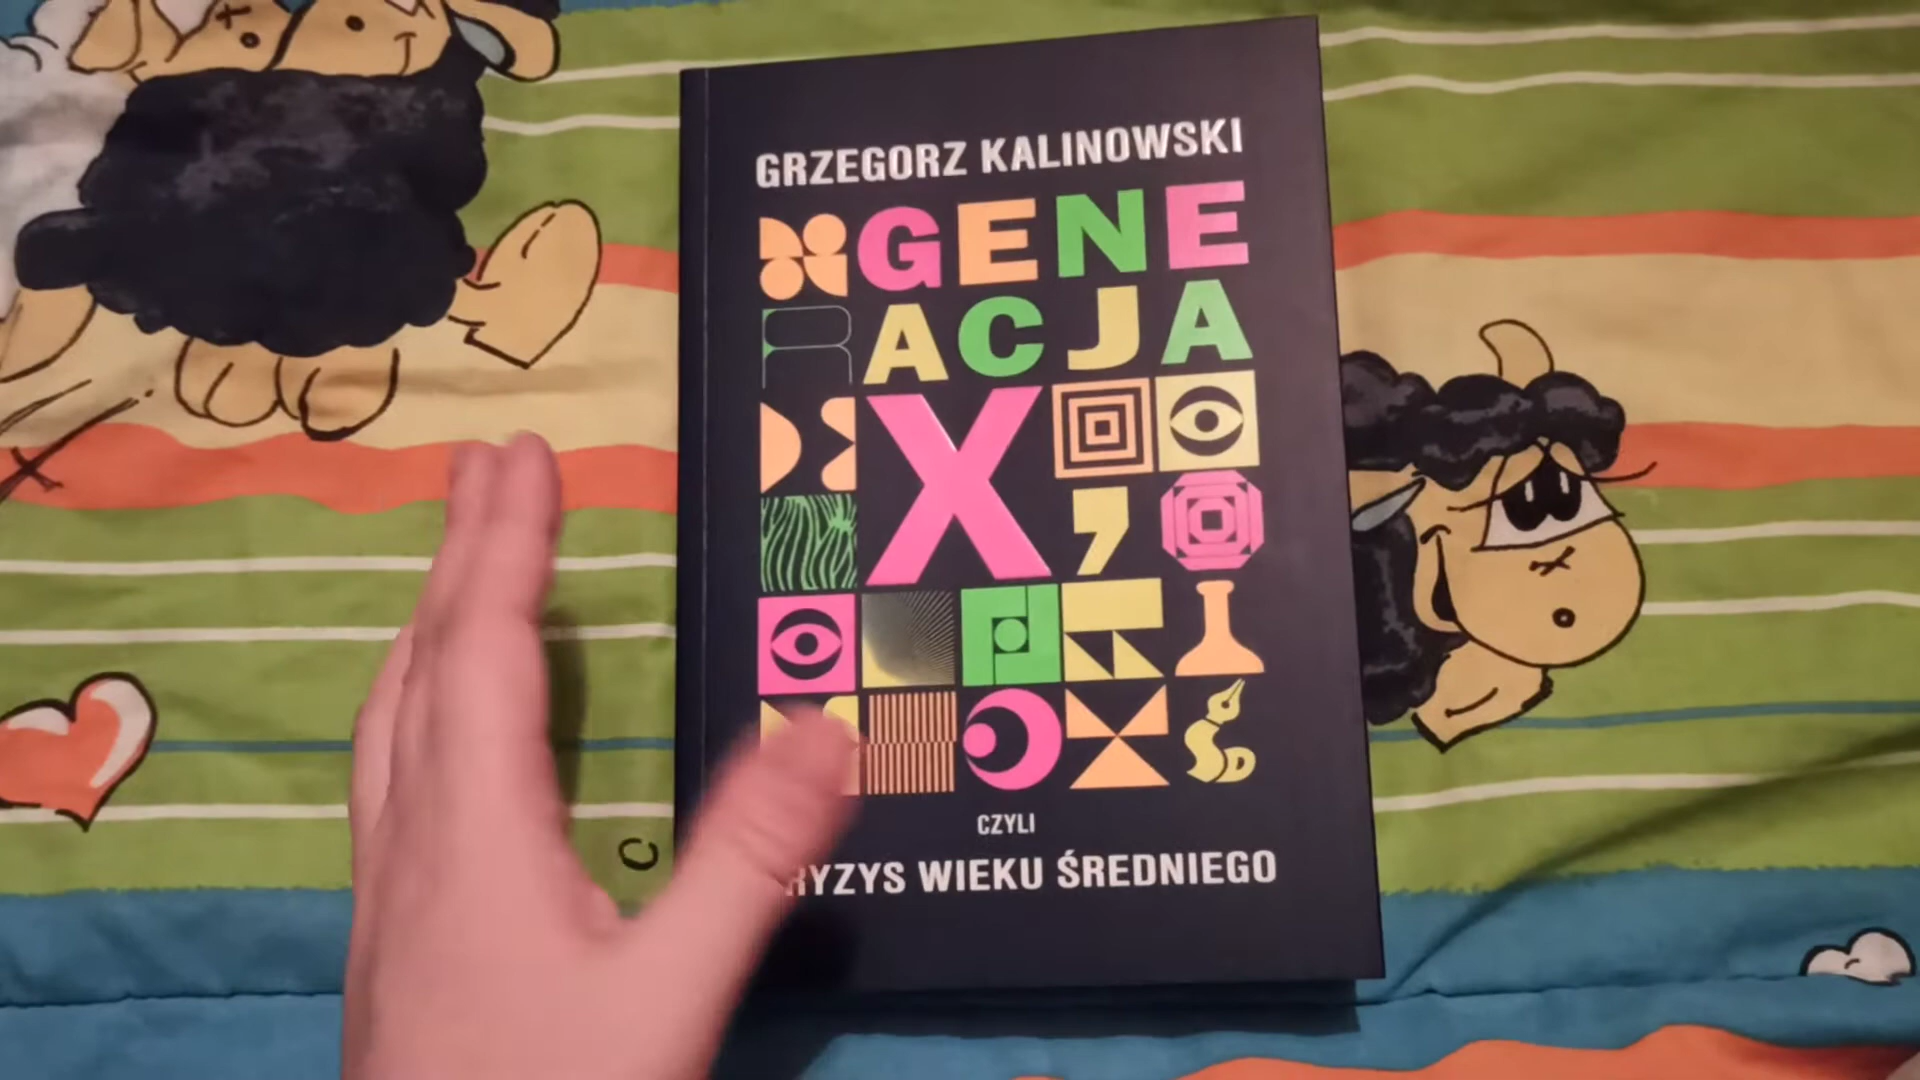 GRZEGORZ KALINOWSKI
GENE
ACJA
X,
CZYLI
RYZYS WIEKU ŚREDNIEGO
C